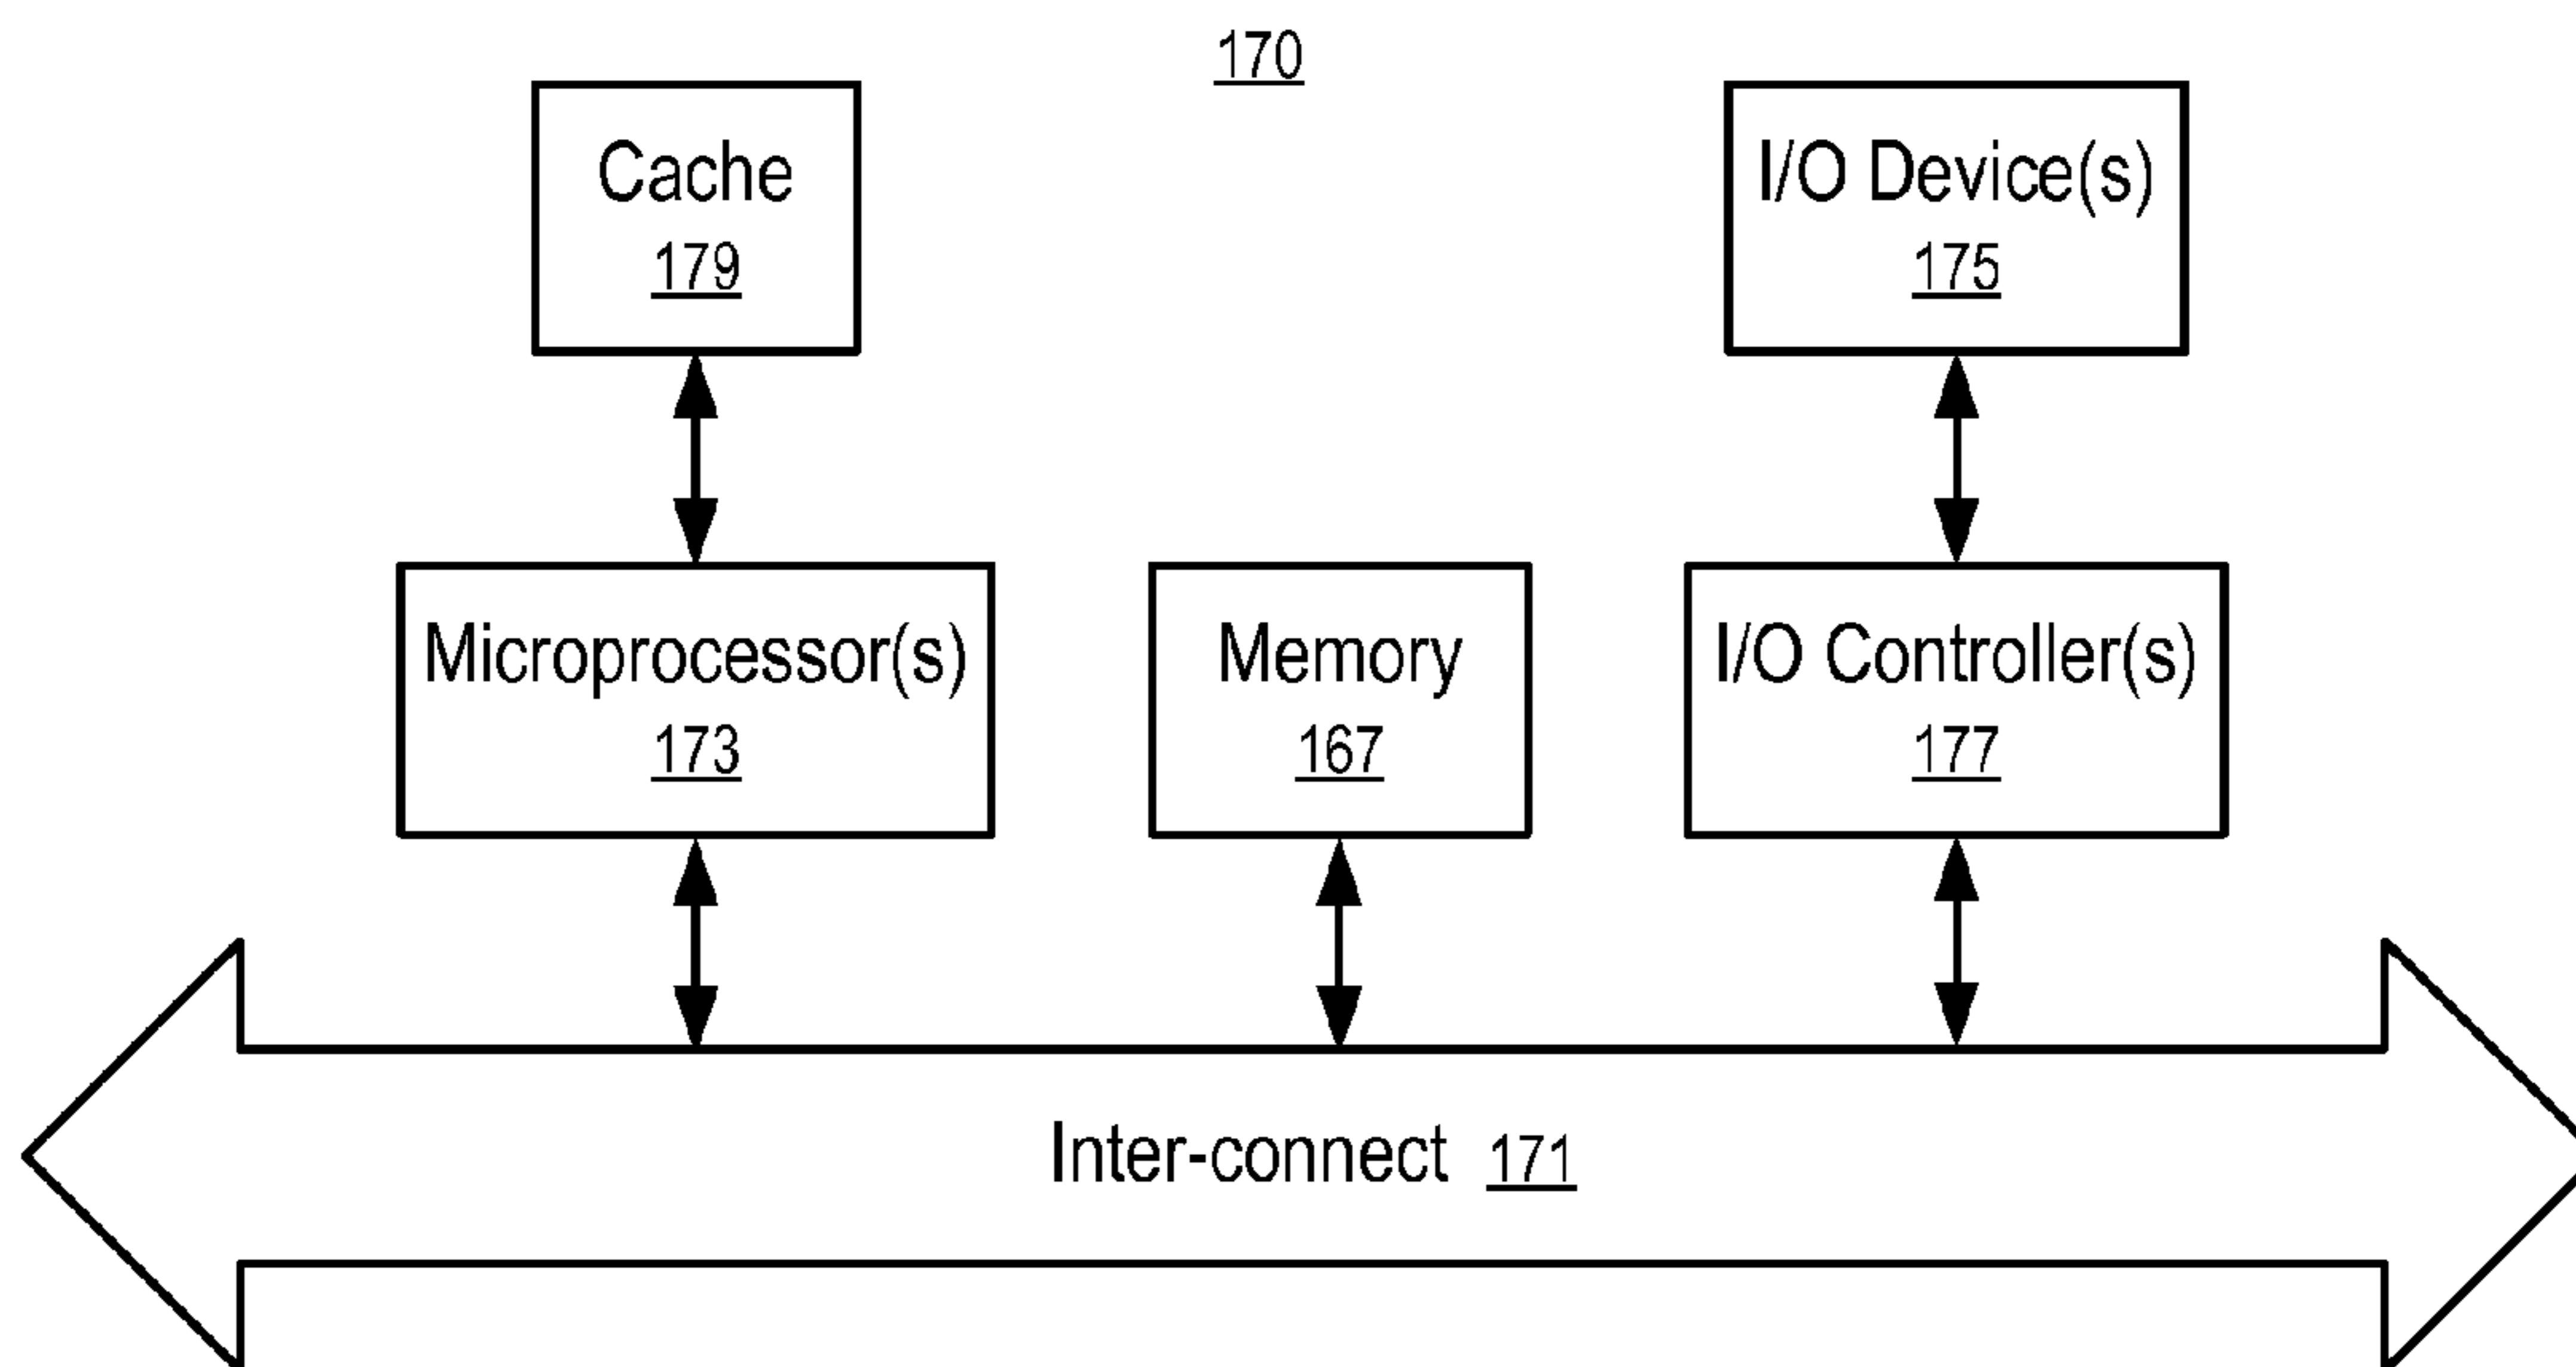 170
Cache
179
I/O Device(s)
175
Microprocessor(s)
173
Memory
167
I/O Controller(s)
177
Inter-connect 171